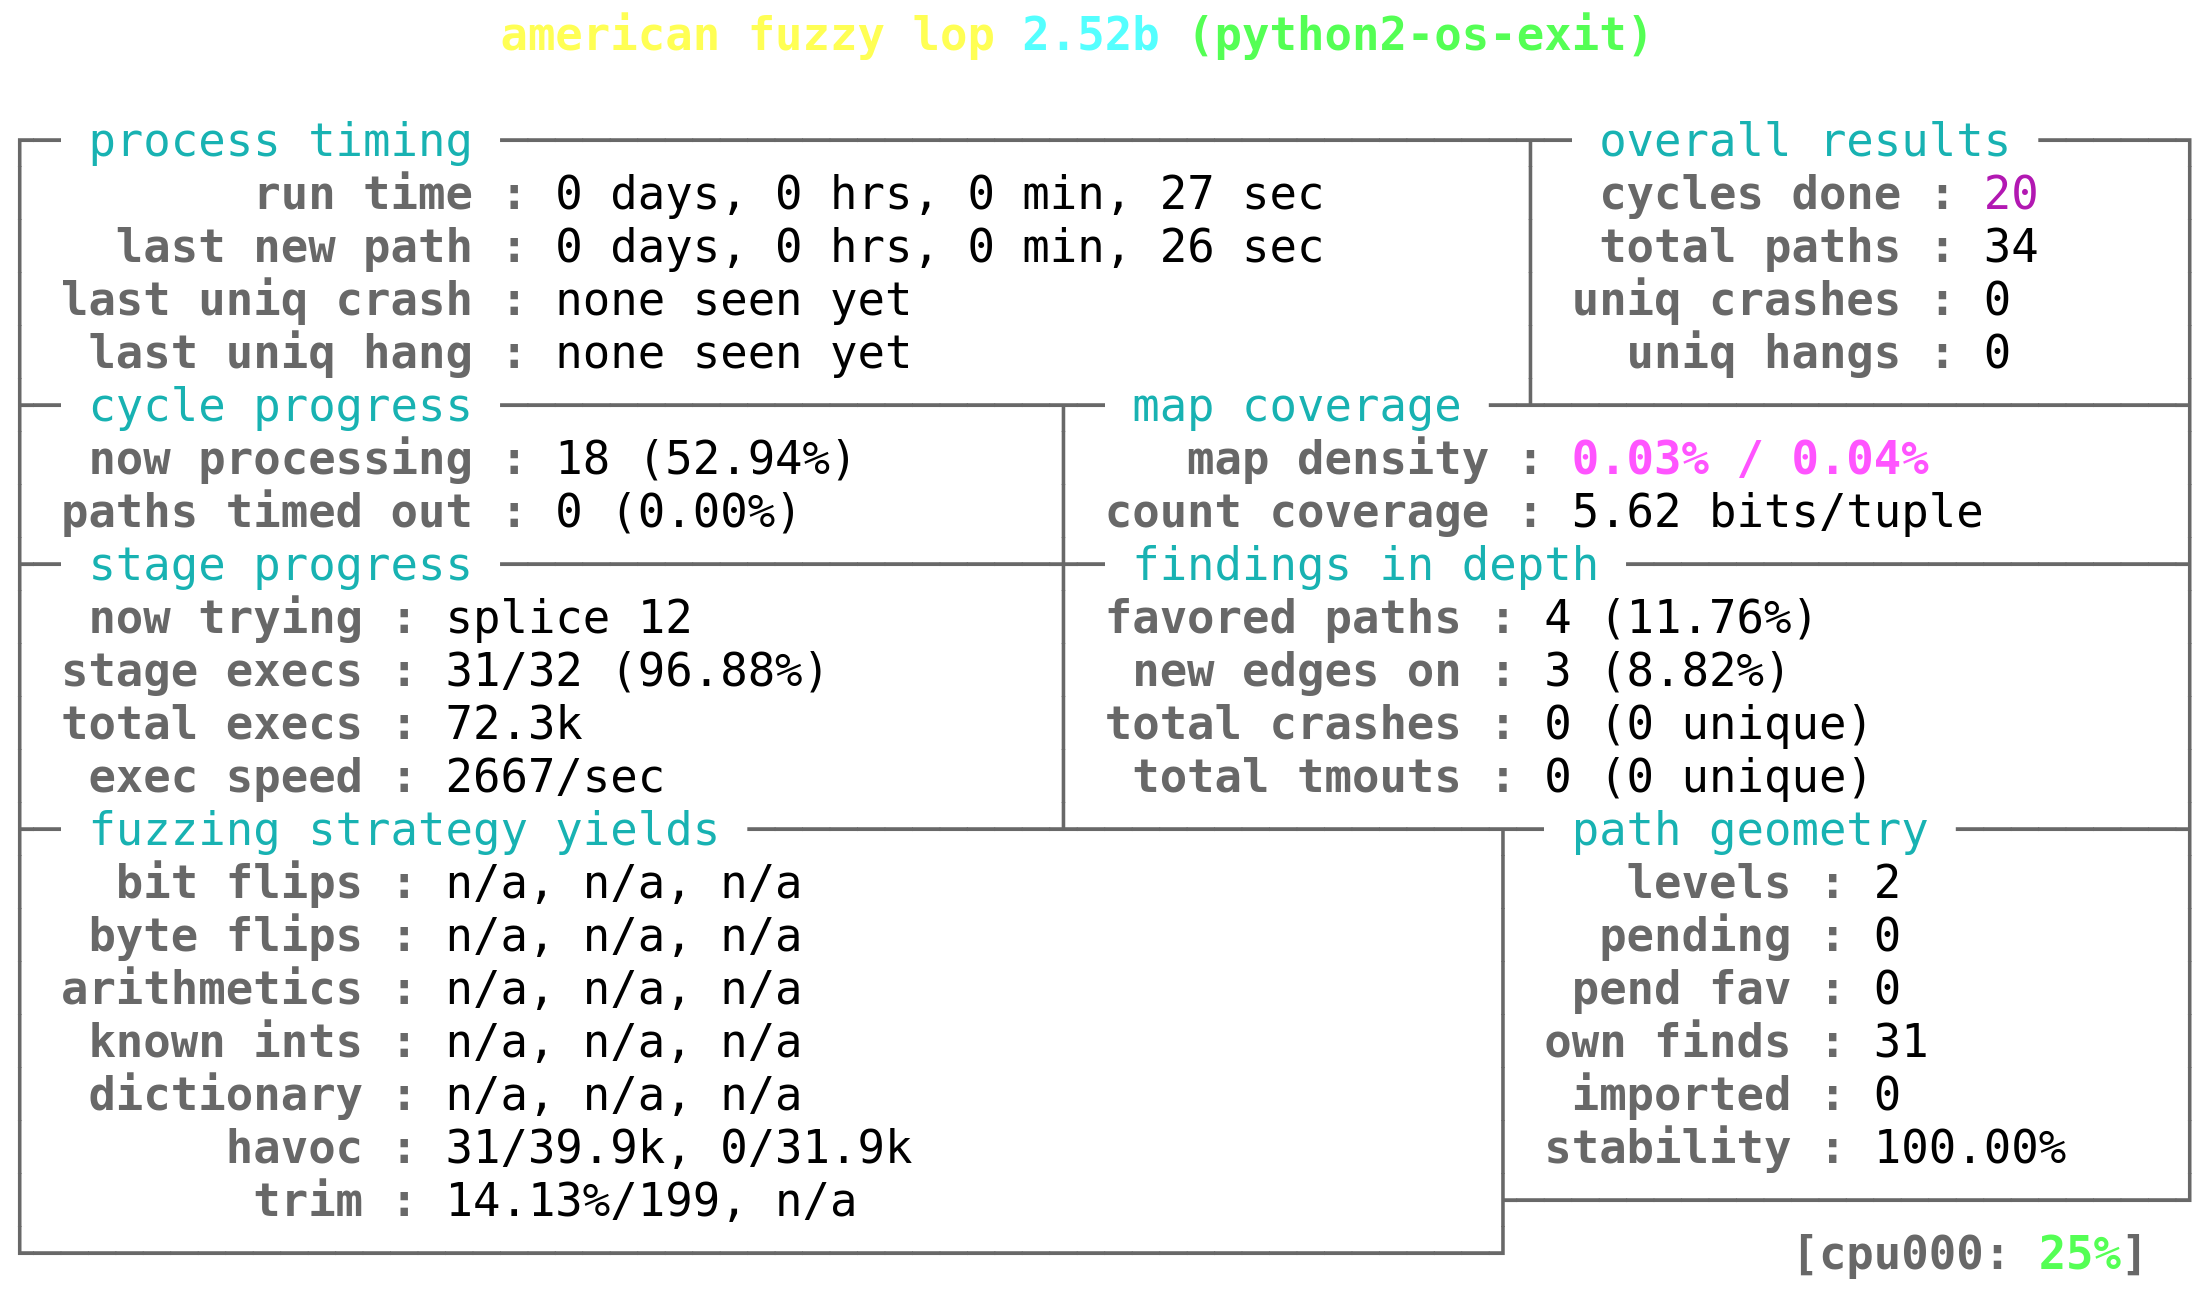 american fuzzy lop 2.52b (python2-os-exit)
process timing overall results
run time : 0 days, 0 hrs, 0 min, 27 sec cycles done : 20
last new path : 0 days, 0 hrs, 0 min, 26 sec total paths : 34
last uniq crash : none seen yet uniq crashes : 0
last uniq hang : none seen yet uniq hangs : 0
cycle progress map coverage
now processing : 18 (52.94%) map density : 0.03% / 0.04%
paths timed out : 0 (0.00%) count coverage : 5.62 bits/tuple
stage progress findings in depth
now trying : splice 12 favored paths : 4 (11.76%)
stage execs : 31/32 (96.88%) new edges on : 3 (8.82%)
total execs : 72.3k total crashes : 0 (0 unique)
exec speed : 2667/sec total tmouts : 0 (0 unique)
fuzzing strategy yields path geometry
bit flips : n/a, n/a, n/a levels : 2
byte flips : n/a, n/a, n/a pending : 0
arithmetics : n/a, n/a, n/a pend fav : 0
known ints : n/a, n/a, n/a own finds : 31
dictionary : n/a, n/a, n/a imported : 0
havoc : 31/39.9k, 0/31.9k stability : 100.00%
trim : 14.13%/199, n/a
[cpu000: 25%]